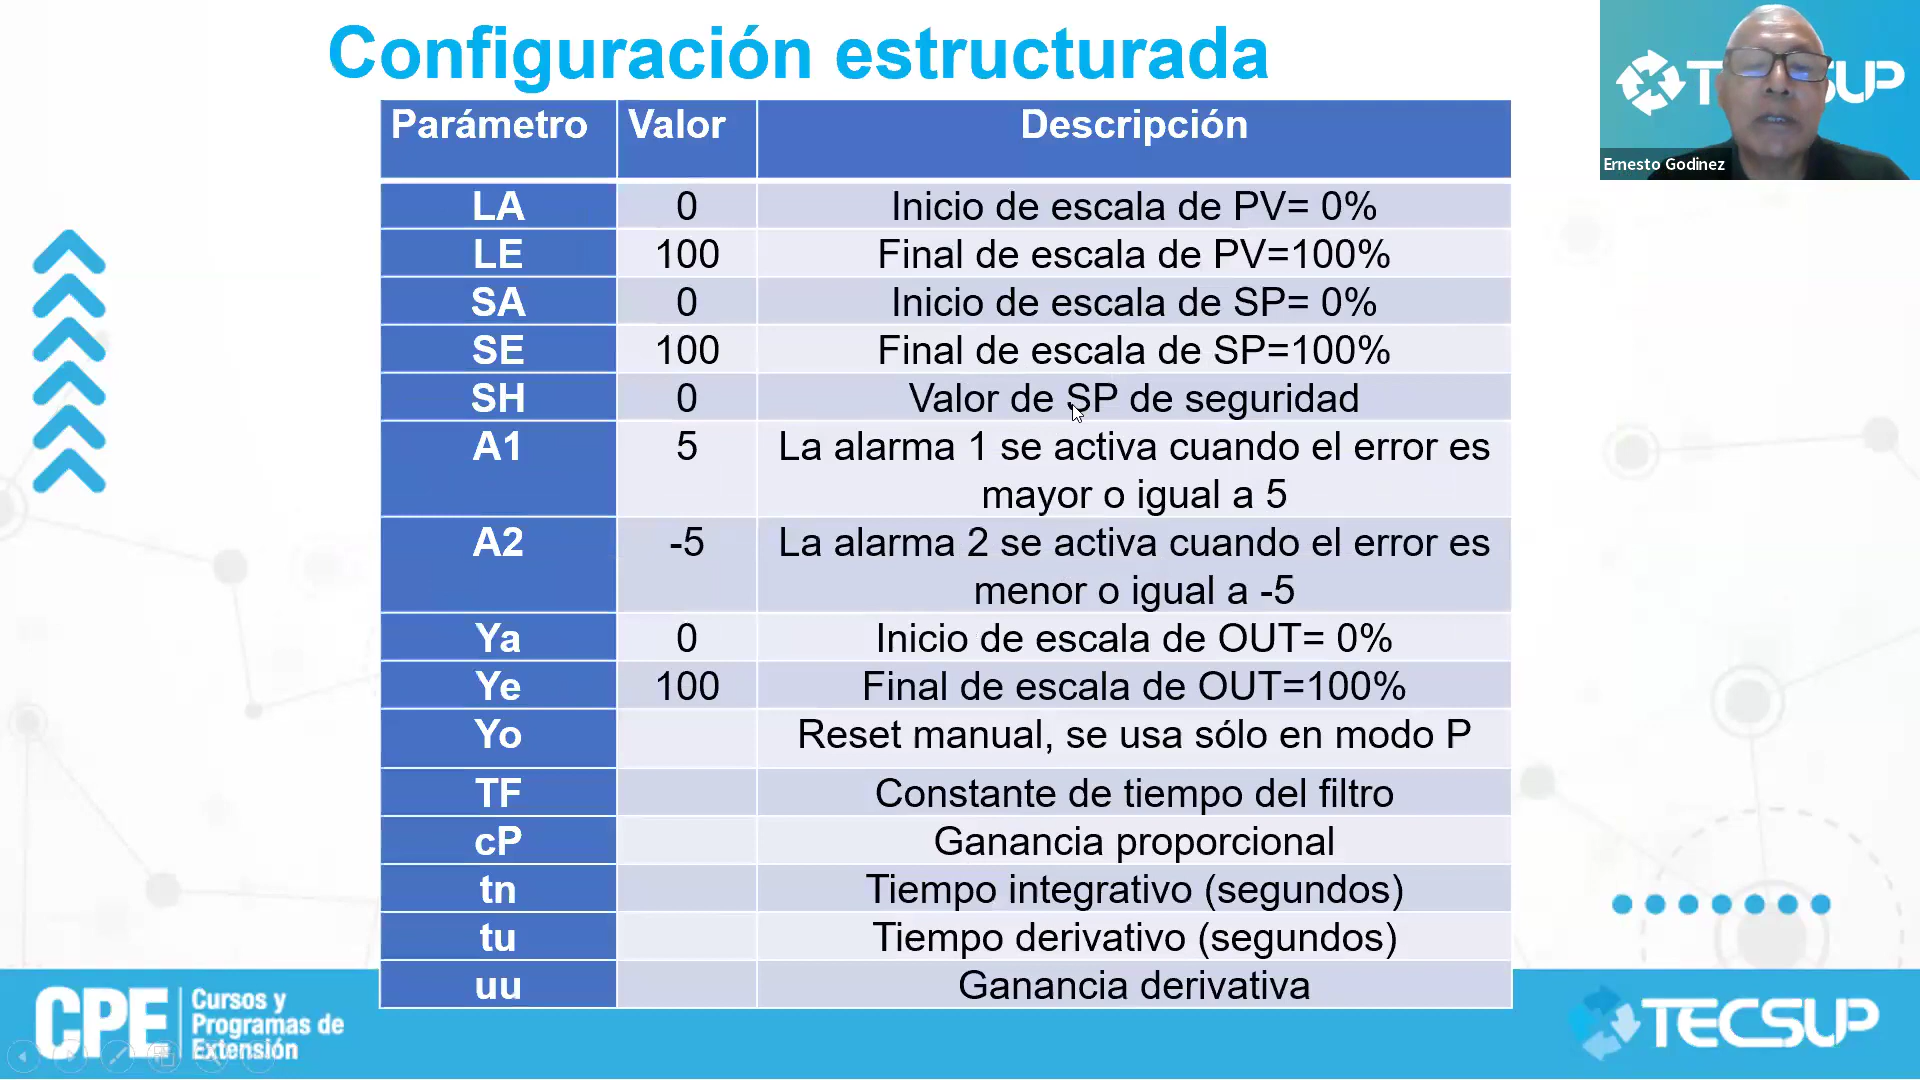 Configuración estructurada
TECSUP
Ernesto Godinez
Parámetro Valor Descripción
LA 0 Inicio de escala de PV= 0%
LE 100 Final de escala de PV=100%
SA 0 Inicio de escala de SP= 0%
SE 100 Final de escala de SP=100%
SH 0 Valor de SP de seguridad
A1 5 La alarma 1 se activa cuando el error es
mayor o igual a 5
A2 -5 La alarma 2 se activa cuando el error es
menor o igual a -5
Ya 0 Inicio de escala de OUT= 0%
Ye 100 Final de escala de OUT=100%
Yo Reset manual, se usa sólo en modo P
TF Constante de tiempo del filtro
cP Ganancia proporcional
tn Tiempo integrativo (segundos)
tu Tiempo derivativo (segundos)
uu Ganancia derivativa
CPE Cursos y
Programas de
Extensión
TECSUP